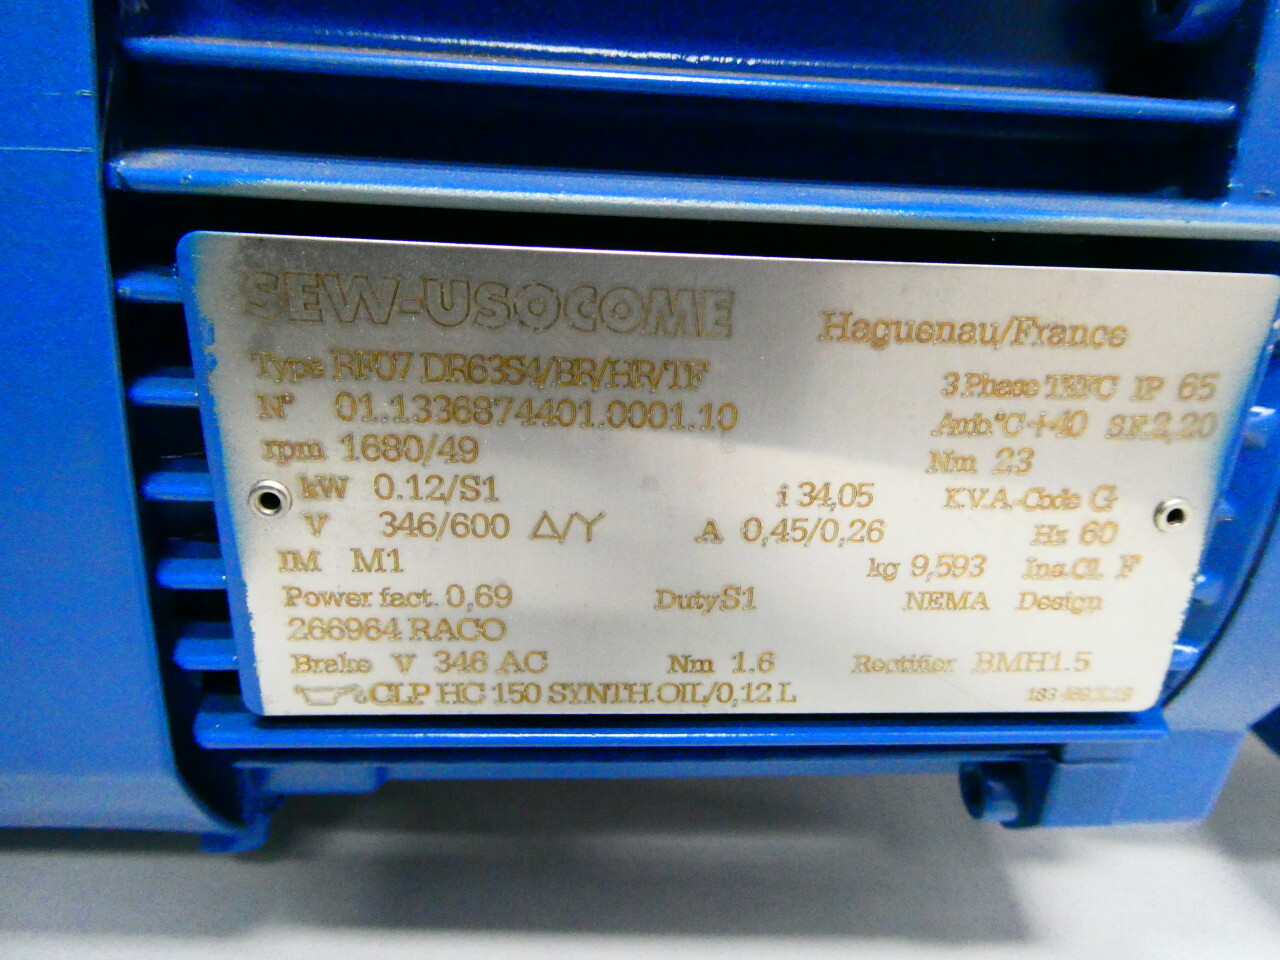 SEW-USOCOME Haguenau/France
Type RF07 DR63S4/BR/HR/TF 3 Phase TEFC IP 65
N° 01.1336874401.0001.10 Amb.°C +40 S.F. 2,20
rpm 1680/49 Nm 23
kW 0.12/S1 i 34,05 K.V.A.-Code G
V 346/600 Δ/Y A 0,45/0,26 Hz 60
IM M1 kg 9,593 Ins.Cl. F
Power fact. 0,69 Duty S1 NEMA Design
266964 RACO
Brake V 346 AC Nm 1.6 Rectifier BMH1.5
CLP HC 150 SYNTH.OIL/0,12 L